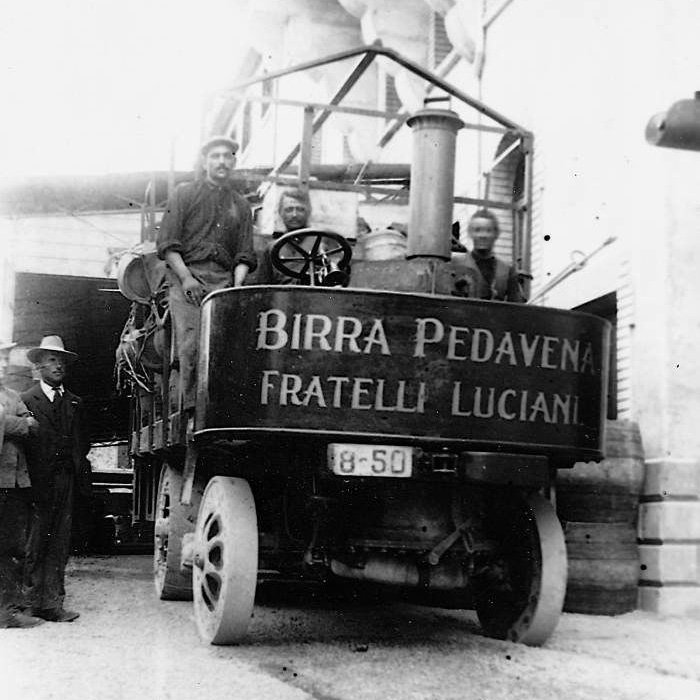 BIRRA PEDAVENA
FRATELLI LUCIANI
8-50